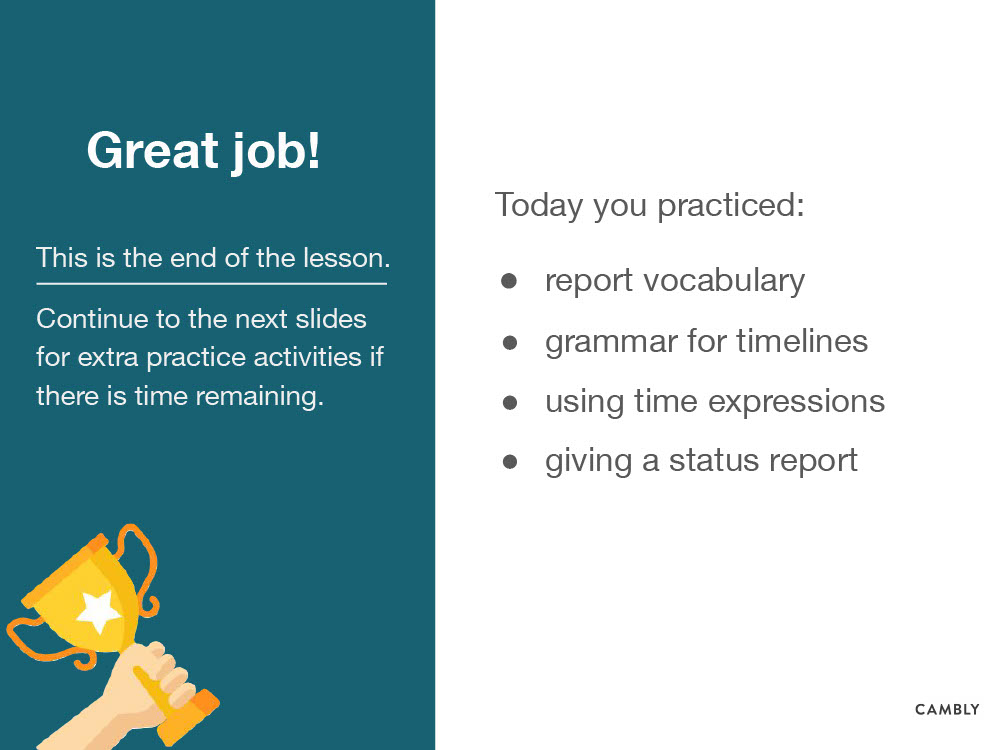 Great job!
This is the end of the lesson.
Continue to the next slides
for extra practice activities if
there is time remaining.
Today you practiced:
● report vocabulary
● grammar for timelines
● using time expressions
● giving a status report
CAMBLY